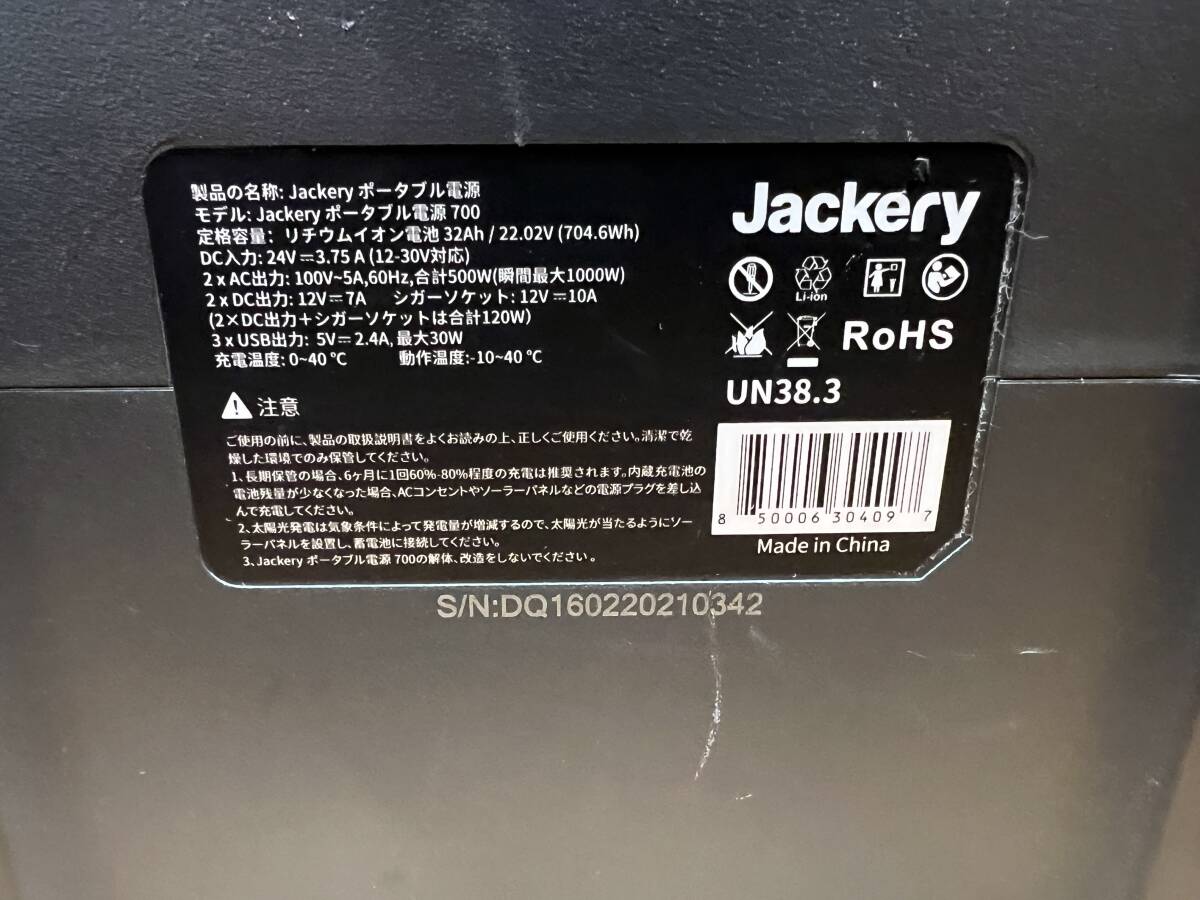 製品の名称: Jackery ポータブル電源
モデル: Jackery ポータブル電源 700
定格容量: リチウムイオン電池 32Ah / 22.02V (704.6Wh)
DC入力: 24V⎓3.75 A (12-30V対応)
2 x AC出力: 100V~5A,60Hz,合計500W(瞬間最大1000W)
2 x DC出力: 12V⎓7A シガーソケット: 12V⎓10A
(2×DC出力+シガーソケットは合計120W)
3 x USB出力: 5V⎓2.4A, 最大30W
充電温度: 0~40 ℃ 動作温度:-10~40 ℃
注意
ご使用の前に、製品の取扱説明書をよくお読みの上、正しくご使用ください。清潔で乾
燥した環境でのみ保管してください。
1、長期保管の場合、6ヶ月に1回60%-80%程度の充電は推奨されます。内蔵充電池の
電池残量が少なくなった場合、ACコンセントやソーラーパネルなどの電源プラグを差し込
んで充電してください。
2、太陽光発電は気象条件によって発電量が増減するので、太陽光が当たるようにソー
ラーパネルを設置し、蓄電池に接続してください。
3、Jackery ポータブル電源 700の解体、改造をしないでください。
Jackery
Li-ion
RoHS
UN38.3
8 50006 30409 7
Made in China
S/N:DQ160220210342